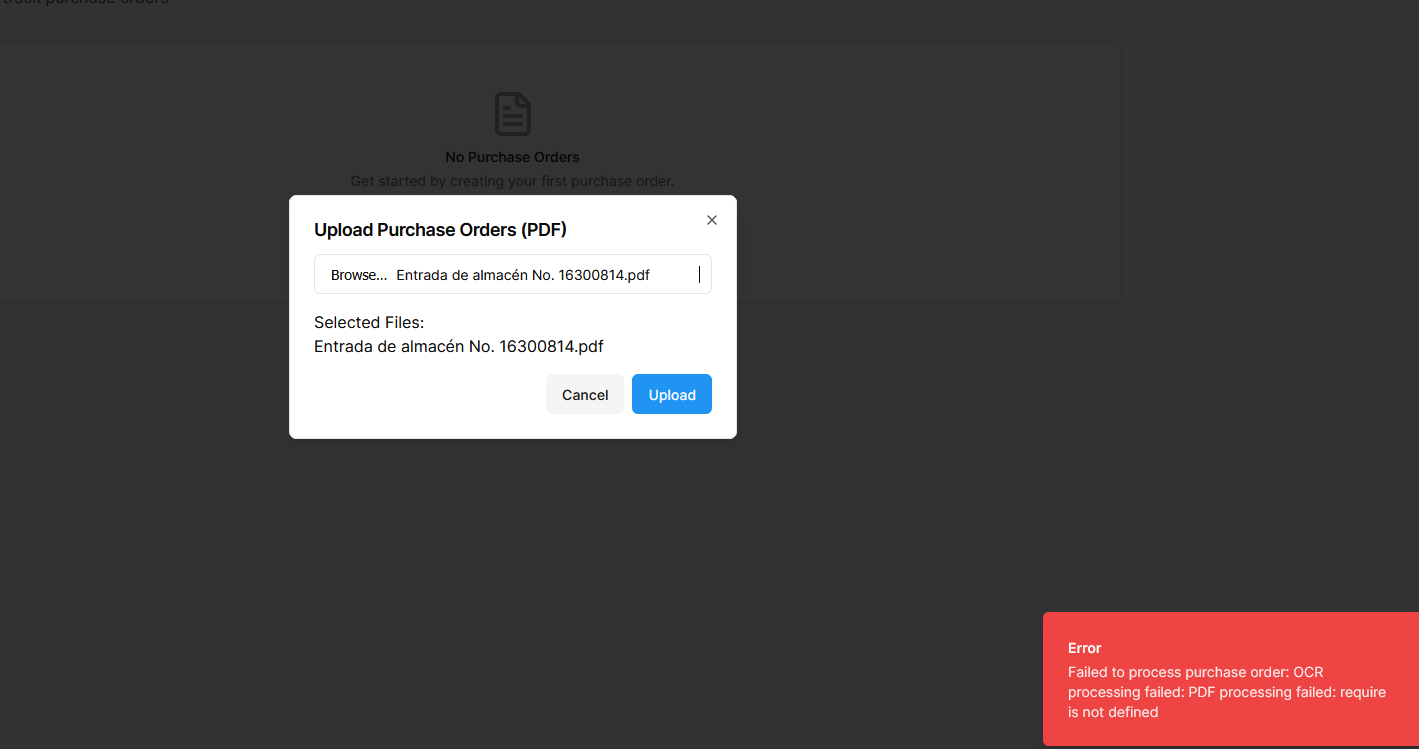 track purchase orders
No Purchase Orders
Get started by creating your first purchase order.
Upload Purchase Orders (PDF)
Browse... Entrada de almacén No. 16300814.pdf
Selected Files:
Entrada de almacén No. 16300814.pdf
Cancel
Upload
Error
Failed to process purchase order: OCR
processing failed: PDF processing failed: require
is not defined